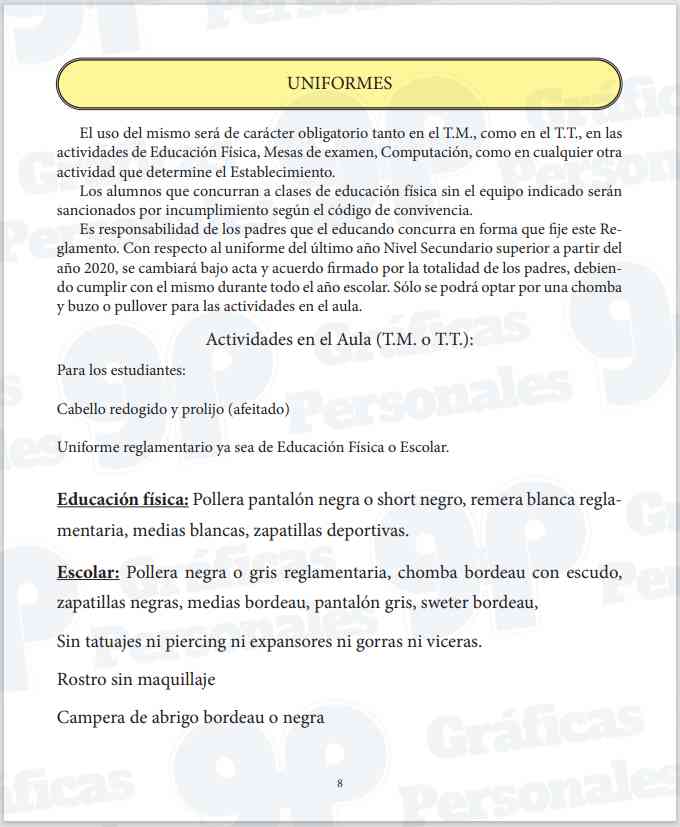 UNIFORMES
El uso del mismo será de carácter obligatorio tanto en el T.M., como en el T.T., en las
actividades de Educación Física, Mesas de examen, Computación, como en cualquier otra
actividad que determine el Establecimiento.
Los alumnos que concurran a clases de educación física sin el equipo indicado serán
sancionados por incumplimiento según el código de convivencia.
Es responsabilidad de los padres que el educando concurra en forma que fije este Re-
glamento. Con respecto al uniforme del último año Nivel Secundario superior a partir del
año 2020, se cambiará bajo acta y acuerdo firmado por la totalidad de los padres, debien-
do cumplir con el mismo durante todo el año escolar. Sólo se podrá optar por una chomba
y buzo o pullover para las actividades en el aula.
Actividades en el Aula (T.M. o T.T.):
Para los estudiantes:
Cabello redogido y prolijo (afeitado)
Uniforme reglamentario ya sea de Educación Física o Escolar.
Educación física: Pollera pantalón negra o short negro, remera blanca regla-
mentaria, medias blancas, zapatillas deportivas.
Escolar: Pollera negra o gris reglamentaria, chomba bordeau con escudo,
zapatillas negras, medias bordeau, pantalón gris, sweter bordeau,
Sin tatuajes ni piercing ni expansores ni gorras ni viceras.
Rostro sin maquillaje
Campera de abrigo bordeau o negra
8
gp Gráficas
Personales